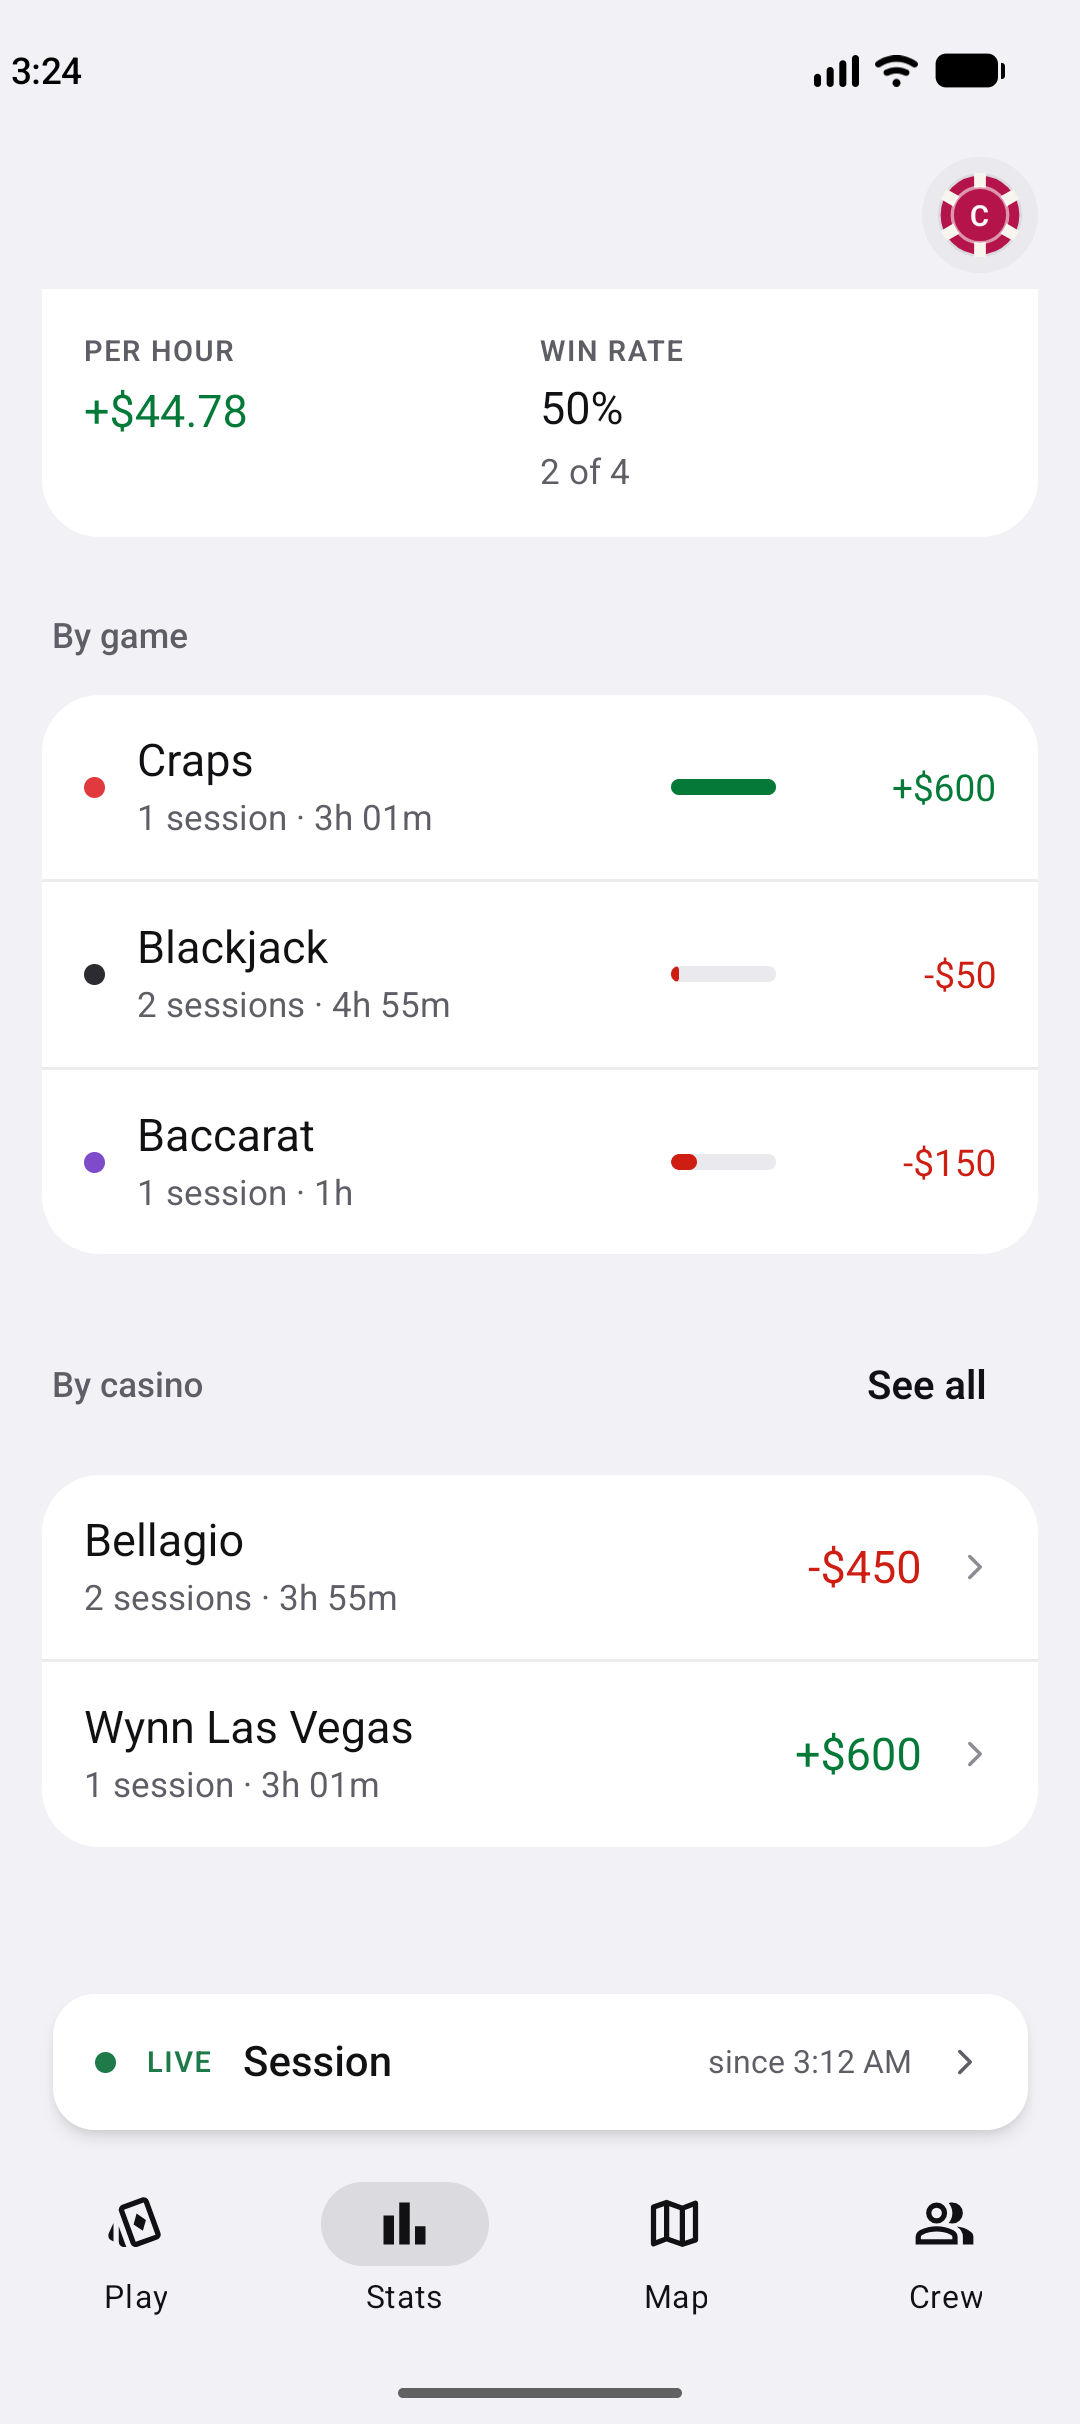 3:24
C
PER HOUR
WIN RATE
+$44.78
50%
2 of 4
By game
Craps
1 session · 3h 01m
+$600
Blackjack
2 sessions · 4h 55m
-$50
Baccarat
1 session · 1h
-$150
By casino
See all
Bellagio
2 sessions · 3h 55m
-$450
Wynn Las Vegas
1 session · 3h 01m
+$600
LIVE Session since 3:12 AM
Play
Stats
Map
Crew